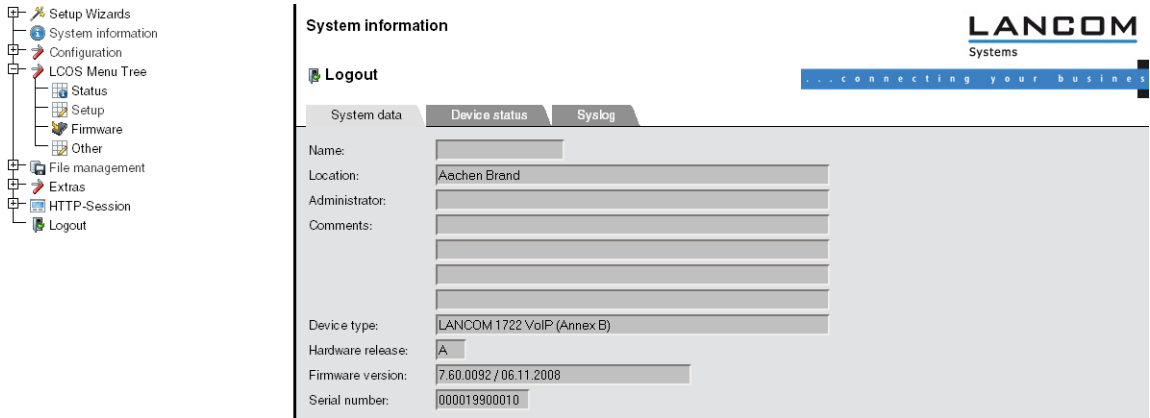 Setup Wizards
System information
Configuration
LCOS Menu Tree
Status
Setup
Firmware
Other
File management
Extras
HTTP-Session
Logout
System information
LANCOM
Systems
Logout
...connecting your busines
System data
Device status
Syslog
Name:
Location: Aachen Brand
Administrator:
Comments:
Device type: LANCOM 1722 VoIP (Annex B)
Hardware release: A
Firmware version: 7.60.0092 / 06.11.2008
Serial number: 000019900010